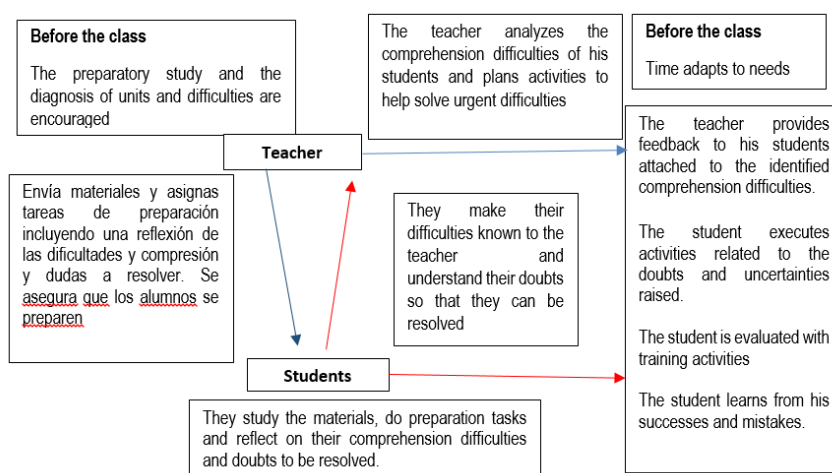 Before the class
The preparatory study and the
diagnosis of units and difficulties are
encouraged
The teacher analyzes the
comprehension difficulties of his
students and plans activities to
help solve urgent difficulties
Before the class
Time adapts to needs
Teacher
The teacher provides
feedback to his students
attached to the identified
comprehension difficulties.
The student executes
activities related to the
doubts and uncertainties
raised.
The student is evaluated with
training activities
The student learns from his
successes and mistakes.
Envía materiales y asignas
tareas de preparación
incluyendo una reflexión de
las dificultades y compresión
y dudas a resolver. Se
asegura que los alumnos se
preparen
They make their
difficulties known to the
teacher and
understand their doubts
so that they can be
resolved
Students
They study the materials, do preparation tasks
and reflect on their comprehension difficulties
and doubts to be resolved.